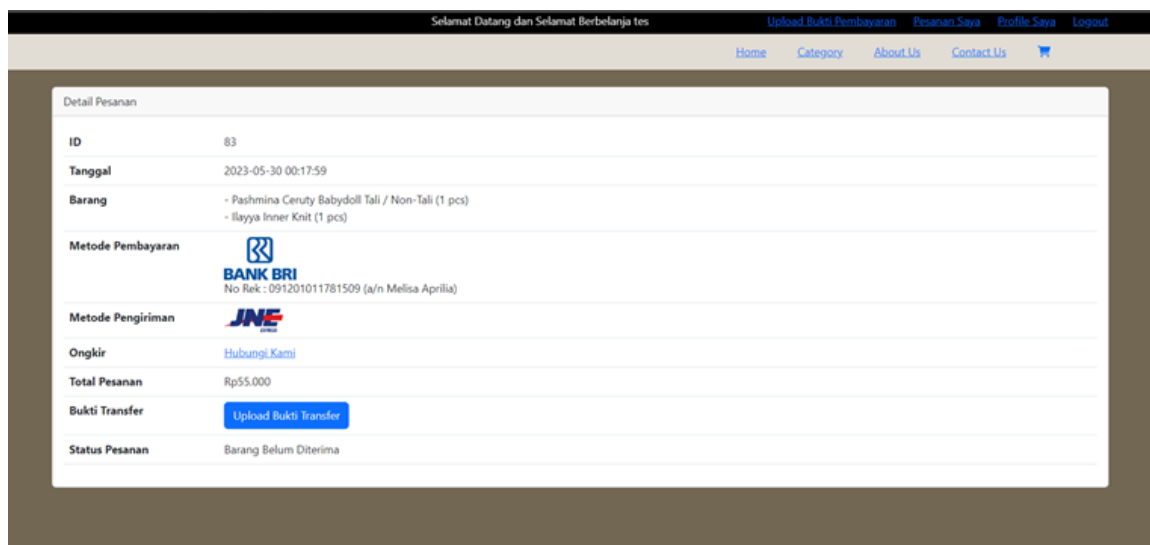 Selamat Datang dan Selamat Berbelanja tes Upload Bukti Pembayaran Pesanan Saya Profile Saya Logout
Home Category About Us Contact Us
Detail Pesanan
ID 83
Tanggal 2023-05-30 00:17:59
Barang - Pashmina Ceruty Babydoll Tali / Non-Tali (1 pcs)
- Ilayya Inner Knit (1 pcs)
Metode Pembayaran
BANK BRI
No Rek : 091201011781509 (a/n Melisa Aprilia)
Metode Pengiriman JNE
Ongkir Hubungi Kami
Total Pesanan Rp55.000
Bukti Transfer Upload Bukti Transfer
Status Pesanan Barang Belum Diterima